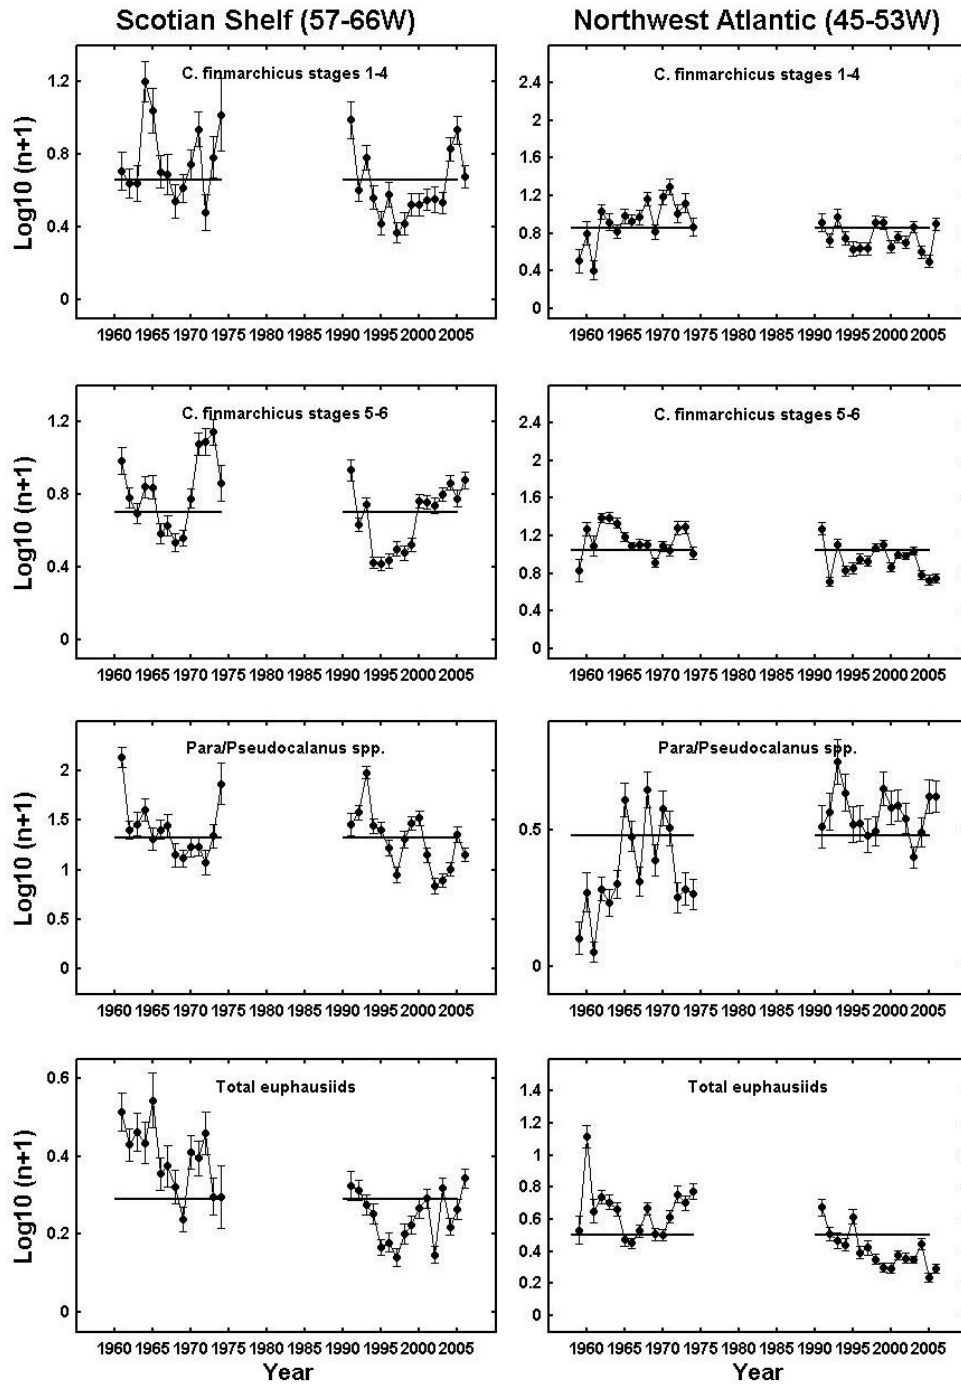 Scotian Shelf (57-66W) Northwest Atlantic (45-53W)
C. finmarchicus stages 1-4
Log10 (n+1)
1.2
0.8
0.4
0
1960 1965 1970 1975 1980 1985 1990 1995 2000 2005
C. finmarchicus stages 1-4
2.4
2
1.6
1.2
0.8
0.4
0
1960 1965 1970 1975 1980 1985 1990 1995 2000 2005
C. finmarchicus stages 5-6
Log10 (n+1)
1.2
0.8
0.4
0
1960 1965 1970 1975 1980 1985 1990 1995 2000 2005
C. finmarchicus stages 5-6
2.4
2
1.6
1.2
0.8
0.4
0
1960 1965 1970 1975 1980 1985 1990 1995 2000 2005
Para/Pseudocalanus spp.
Log10 (n+1)
2
1.5
1
0.5
0
1960 1965 1970 1975 1980 1985 1990 1995 2000 2005
Para/Pseudocalanus spp.
0.5
0
1960 1965 1970 1975 1980 1985 1990 1995 2000 2005
Total euphausiids
Log10 (n+1)
0.6
0.4
0.2
0
1960 1965 1970 1975 1980 1985 1990 1995 2000 2005
Year
Total euphausiids
1.4
1.2
1
0.8
0.6
0.4
0.2
0
1960 1965 1970 1975 1980 1985 1990 1995 2000 2005
Year